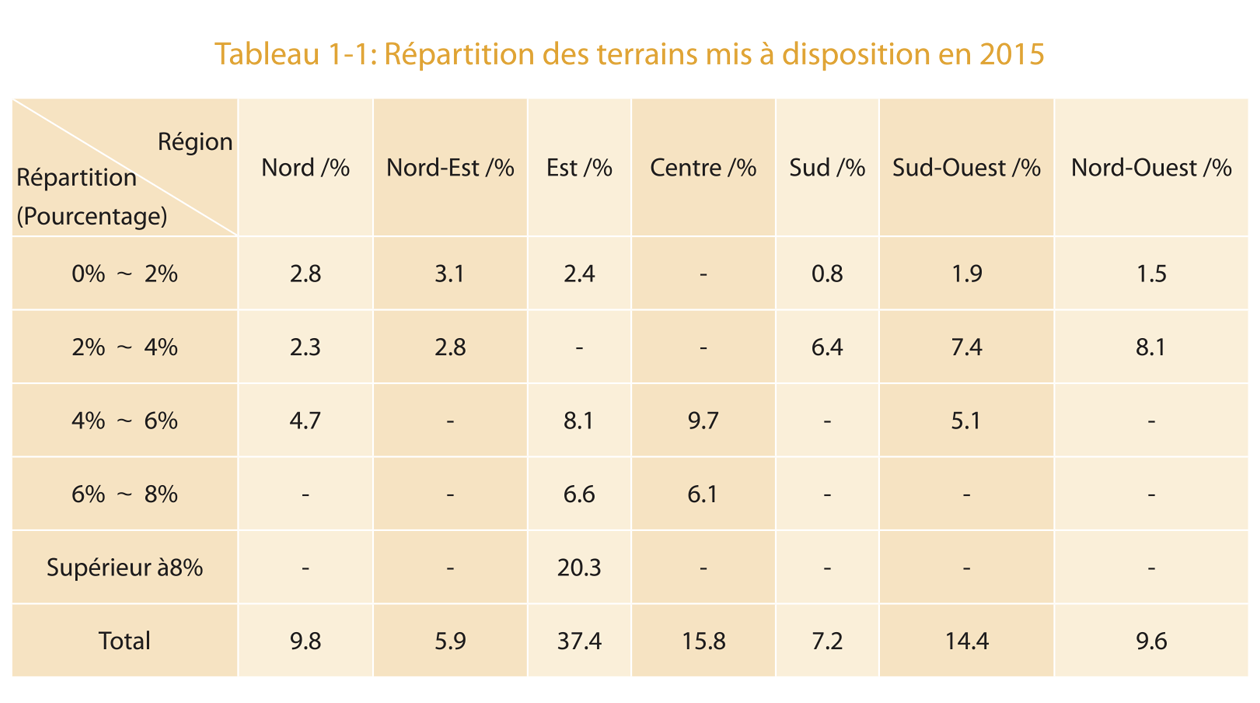 Tableau 1-1: Répartition des terrains mis à disposition en 2015
Région
Répartition
(Pourcentage)
Nord /% Nord-Est /% Est /% Centre /% Sud /% Sud-Ouest /% Nord-Ouest /%
0% ~ 2% 2.8 3.1 2.4 - 0.8 1.9 1.5
2% ~ 4% 2.3 2.8 - - 6.4 7.4 8.1
4% ~ 6% 4.7 - 8.1 9.7 - 5.1 -
6% ~ 8% - - 6.6 6.1 - - -
Supérieur à8% - - 20.3 - - - -
Total 9.8 5.9 37.4 15.8 7.2 14.4 9.6